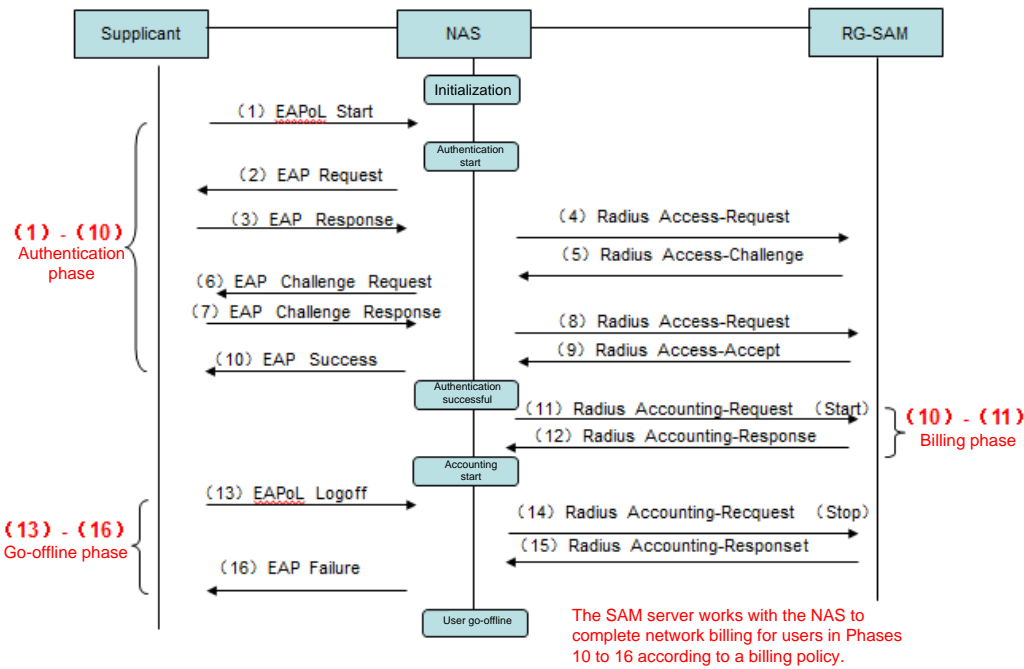 Supplicant
NAS
RG-SAM
Initialization
(1) EAPoL Start
Authentication
start
(2) EAP Request
(3) EAP Response
(4) Radius Access-Request
(1) - (10)
Authentication
phase
(5) Radius Access-Challenge
(6) EAP Challenge Request
(7) EAP Challenge Response
(8) Radius Access-Request
(9) Radius Access-Accept
(10) EAP Success
Authentication
successful
(11) Radius Accounting-Request (Start)
(10) - (11)
Billing phase
(12) Radius Accounting-Response
Accounting
start
(13) EAPoL Logoff
(14) Radius Accounting-Recquest (Stop)
(13) - (16)
Go-offline phase
(15) Radius Accounting-Responset
(16) EAP Failure
User go-offline
The SAM server works with the NAS to
complete network billing for users in Phases
10 to 16 according to a billing policy.